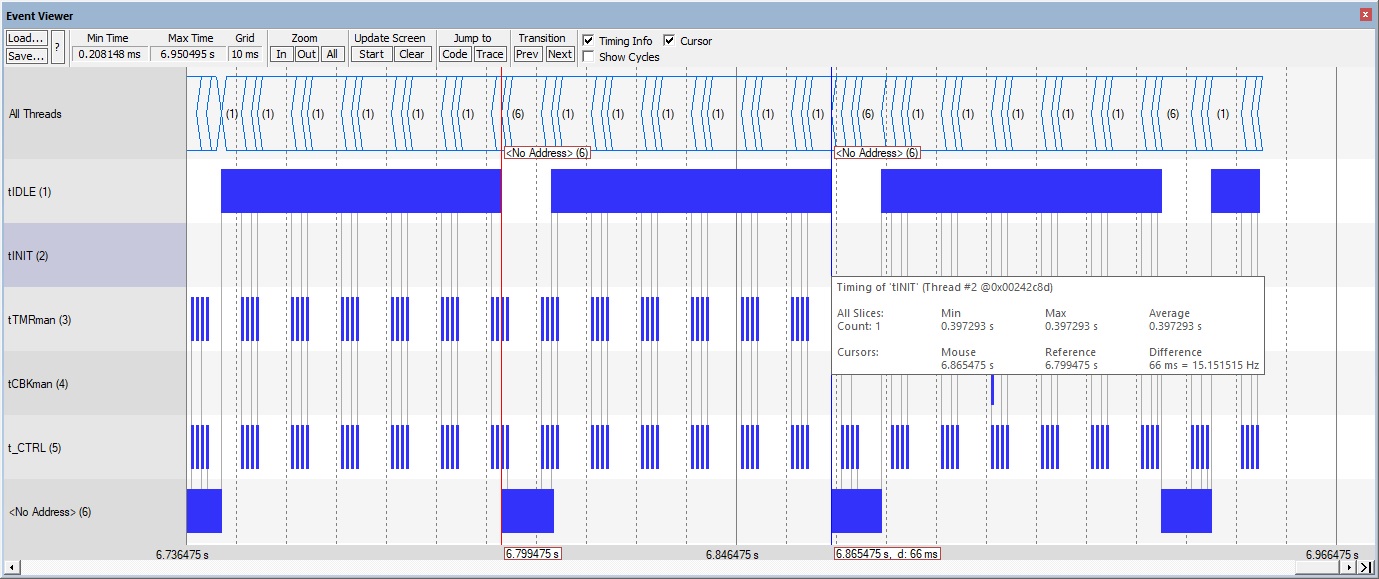 Event Viewer
Load... Min Time Max Time Grid Zoom Update Screen Jump to Transition Timing Info Cursor
Save... ? 0.208148 ms 6.950495 s 10 ms In Out All Start Clear Code Trace Prev Next Show Cycles
All Threads (1) (1) (1) (1) (1) (1) (6) (1) (1) (1) (1) (1) (1) (6) (1) (1) (1) (1) (1) (6) (1)
<No Address> (6) <No Address> (6)
tIDLE (1)
tINIT (2)
Timing of 'tINIT' (Thread #2 @0x00242c8d)
All Slices: Min Max Average
Count: 1 0.397293 s 0.397293 s 0.397293 s
tTMRman (3)
Cursors: Mouse Reference Difference
6.865475 s 6.799475 s 66 ms = 15.151515 Hz
tCBKman (4)
t_CTRL (5)
<No Address> (6)
6.736475 s 6.799475 s 6.846475 s 6.865475 s, d: 66 ms 6.966475 s